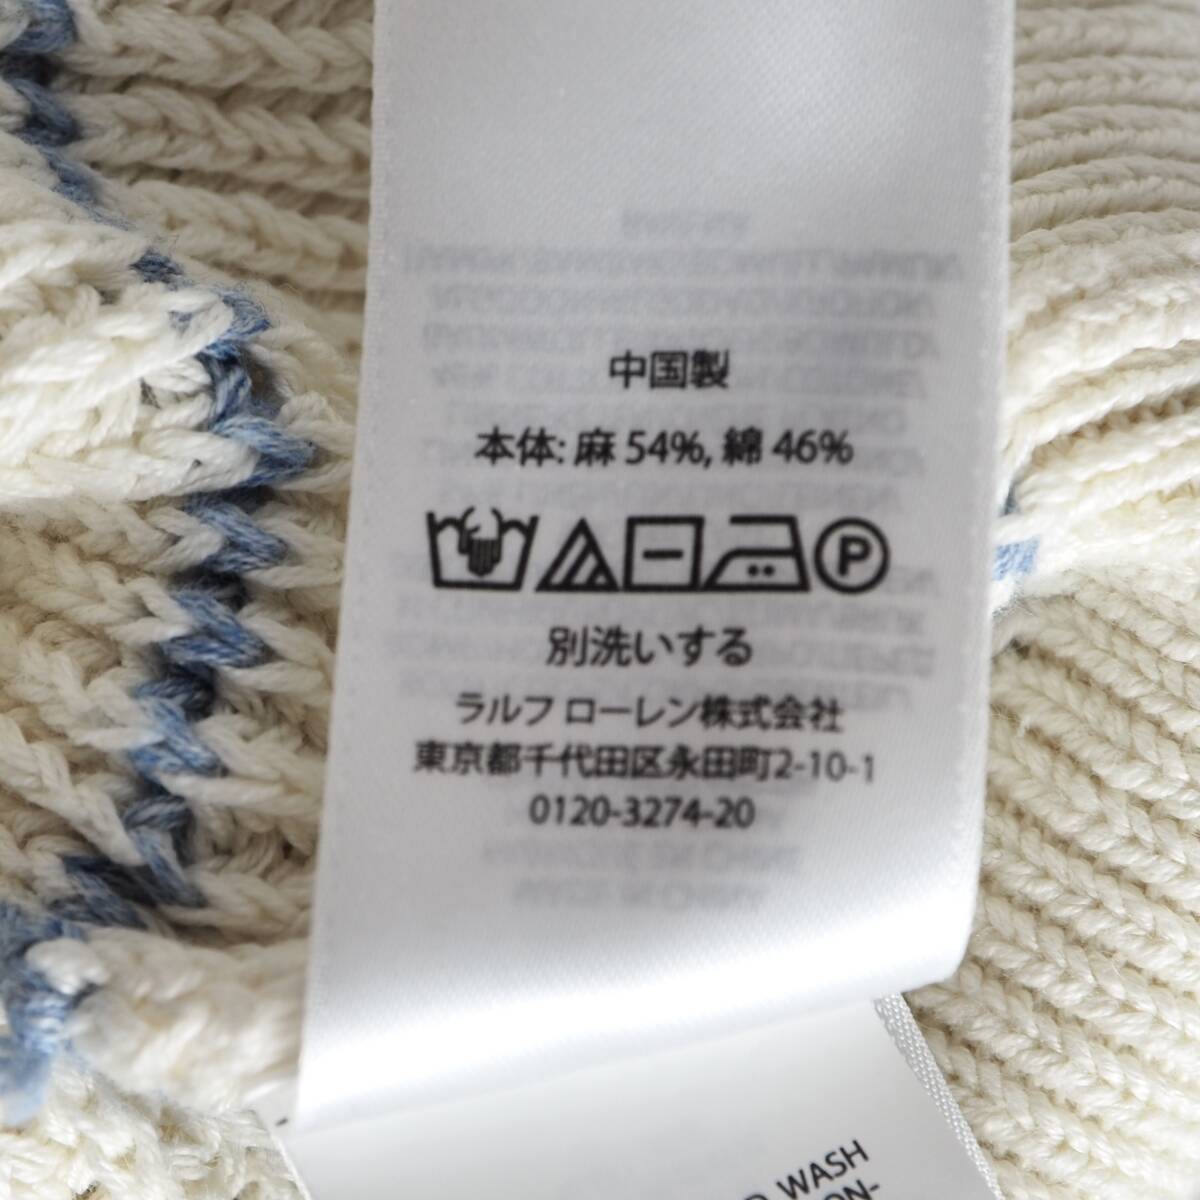 中国製
本体: 麻 54%, 綿 46%
P
別洗いする
ラルフ ローレン株式会社
東京都千代田区永田町2-10-1
0120-3274-20
WASH